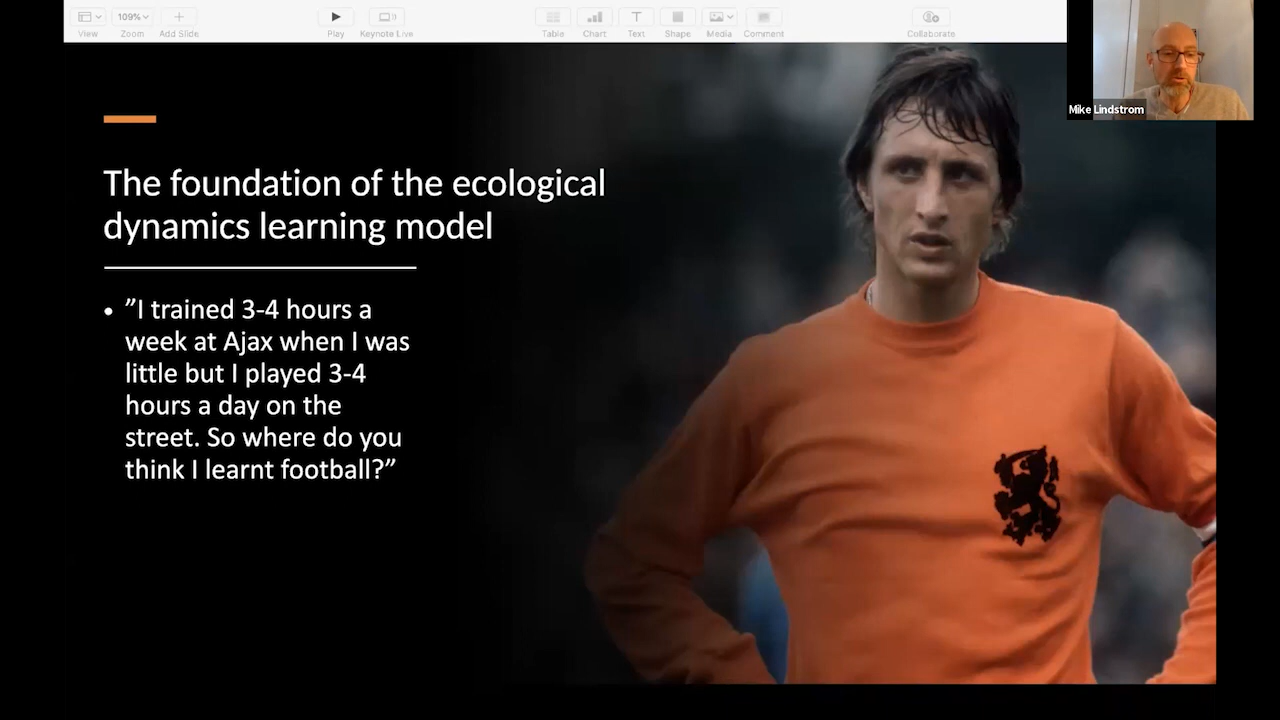 109%
View
Zoom
Add Slide
Play
Keynote Live
Table
Chart
Text
Shape
Media
Comment
Collaborate
Mike Lindstrom
The foundation of the ecological
dynamics learning model
• ”I trained 3-4 hours a
week at Ajax when I was
little but I played 3-4
hours a day on the
street. So where do you
think I learnt football?”